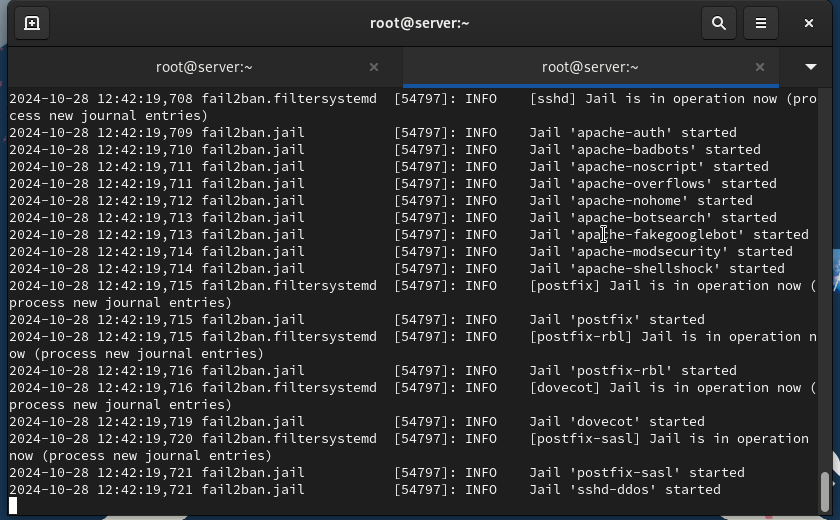 root@server:~
root@server:~
root@server:~
2024-10-28 12:42:19,708 fail2ban.filtersystemd  [54797]: INFO    [sshd] Jail is in operation now (pro
cess new journal entries)
2024-10-28 12:42:19,709 fail2ban.jail           [54797]: INFO    Jail 'apache-auth' started
2024-10-28 12:42:19,710 fail2ban.jail           [54797]: INFO    Jail 'apache-badbots' started
2024-10-28 12:42:19,711 fail2ban.jail           [54797]: INFO    Jail 'apache-noscript' started
2024-10-28 12:42:19,711 fail2ban.jail           [54797]: INFO    Jail 'apache-overflows' started
2024-10-28 12:42:19,712 fail2ban.jail           [54797]: INFO    Jail 'apache-nohome' started
2024-10-28 12:42:19,713 fail2ban.jail           [54797]: INFO    Jail 'apache-botsearch' started
2024-10-28 12:42:19,713 fail2ban.jail           [54797]: INFO    Jail 'apache-fakegooglebot' started
2024-10-28 12:42:19,714 fail2ban.jail           [54797]: INFO    Jail 'apache-modsecurity' started
2024-10-28 12:42:19,714 fail2ban.jail           [54797]: INFO    Jail 'apache-shellshock' started
2024-10-28 12:42:19,715 fail2ban.filtersystemd  [54797]: INFO    [postfix] Jail is in operation now (
process new journal entries)
2024-10-28 12:42:19,715 fail2ban.jail           [54797]: INFO    Jail 'postfix' started
2024-10-28 12:42:19,715 fail2ban.filtersystemd  [54797]: INFO    [postfix-rbl] Jail is in operation n
ow (process new journal entries)
2024-10-28 12:42:19,716 fail2ban.jail           [54797]: INFO    Jail 'postfix-rbl' started
2024-10-28 12:42:19,716 fail2ban.filtersystemd  [54797]: INFO    [dovecot] Jail is in operation now (
process new journal entries)
2024-10-28 12:42:19,719 fail2ban.jail           [54797]: INFO    Jail 'dovecot' started
2024-10-28 12:42:19,720 fail2ban.filtersystemd  [54797]: INFO    [postfix-sasl] Jail is in operation
now (process new journal entries)
2024-10-28 12:42:19,721 fail2ban.jail           [54797]: INFO    Jail 'postfix-sasl' started
2024-10-28 12:42:19,721 fail2ban.jail           [54797]: INFO    Jail 'sshd-ddos' started